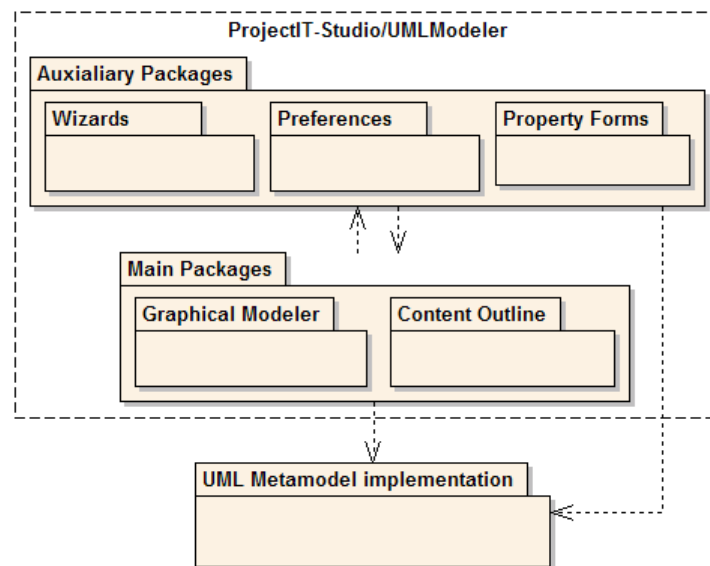 ProjectIT-Studio/UMLModeler
Auxialiary Packages
Wizards
Preferences
Property Forms
Main Packages
Graphical Modeler
Content Outline
UML Metamodel implementation